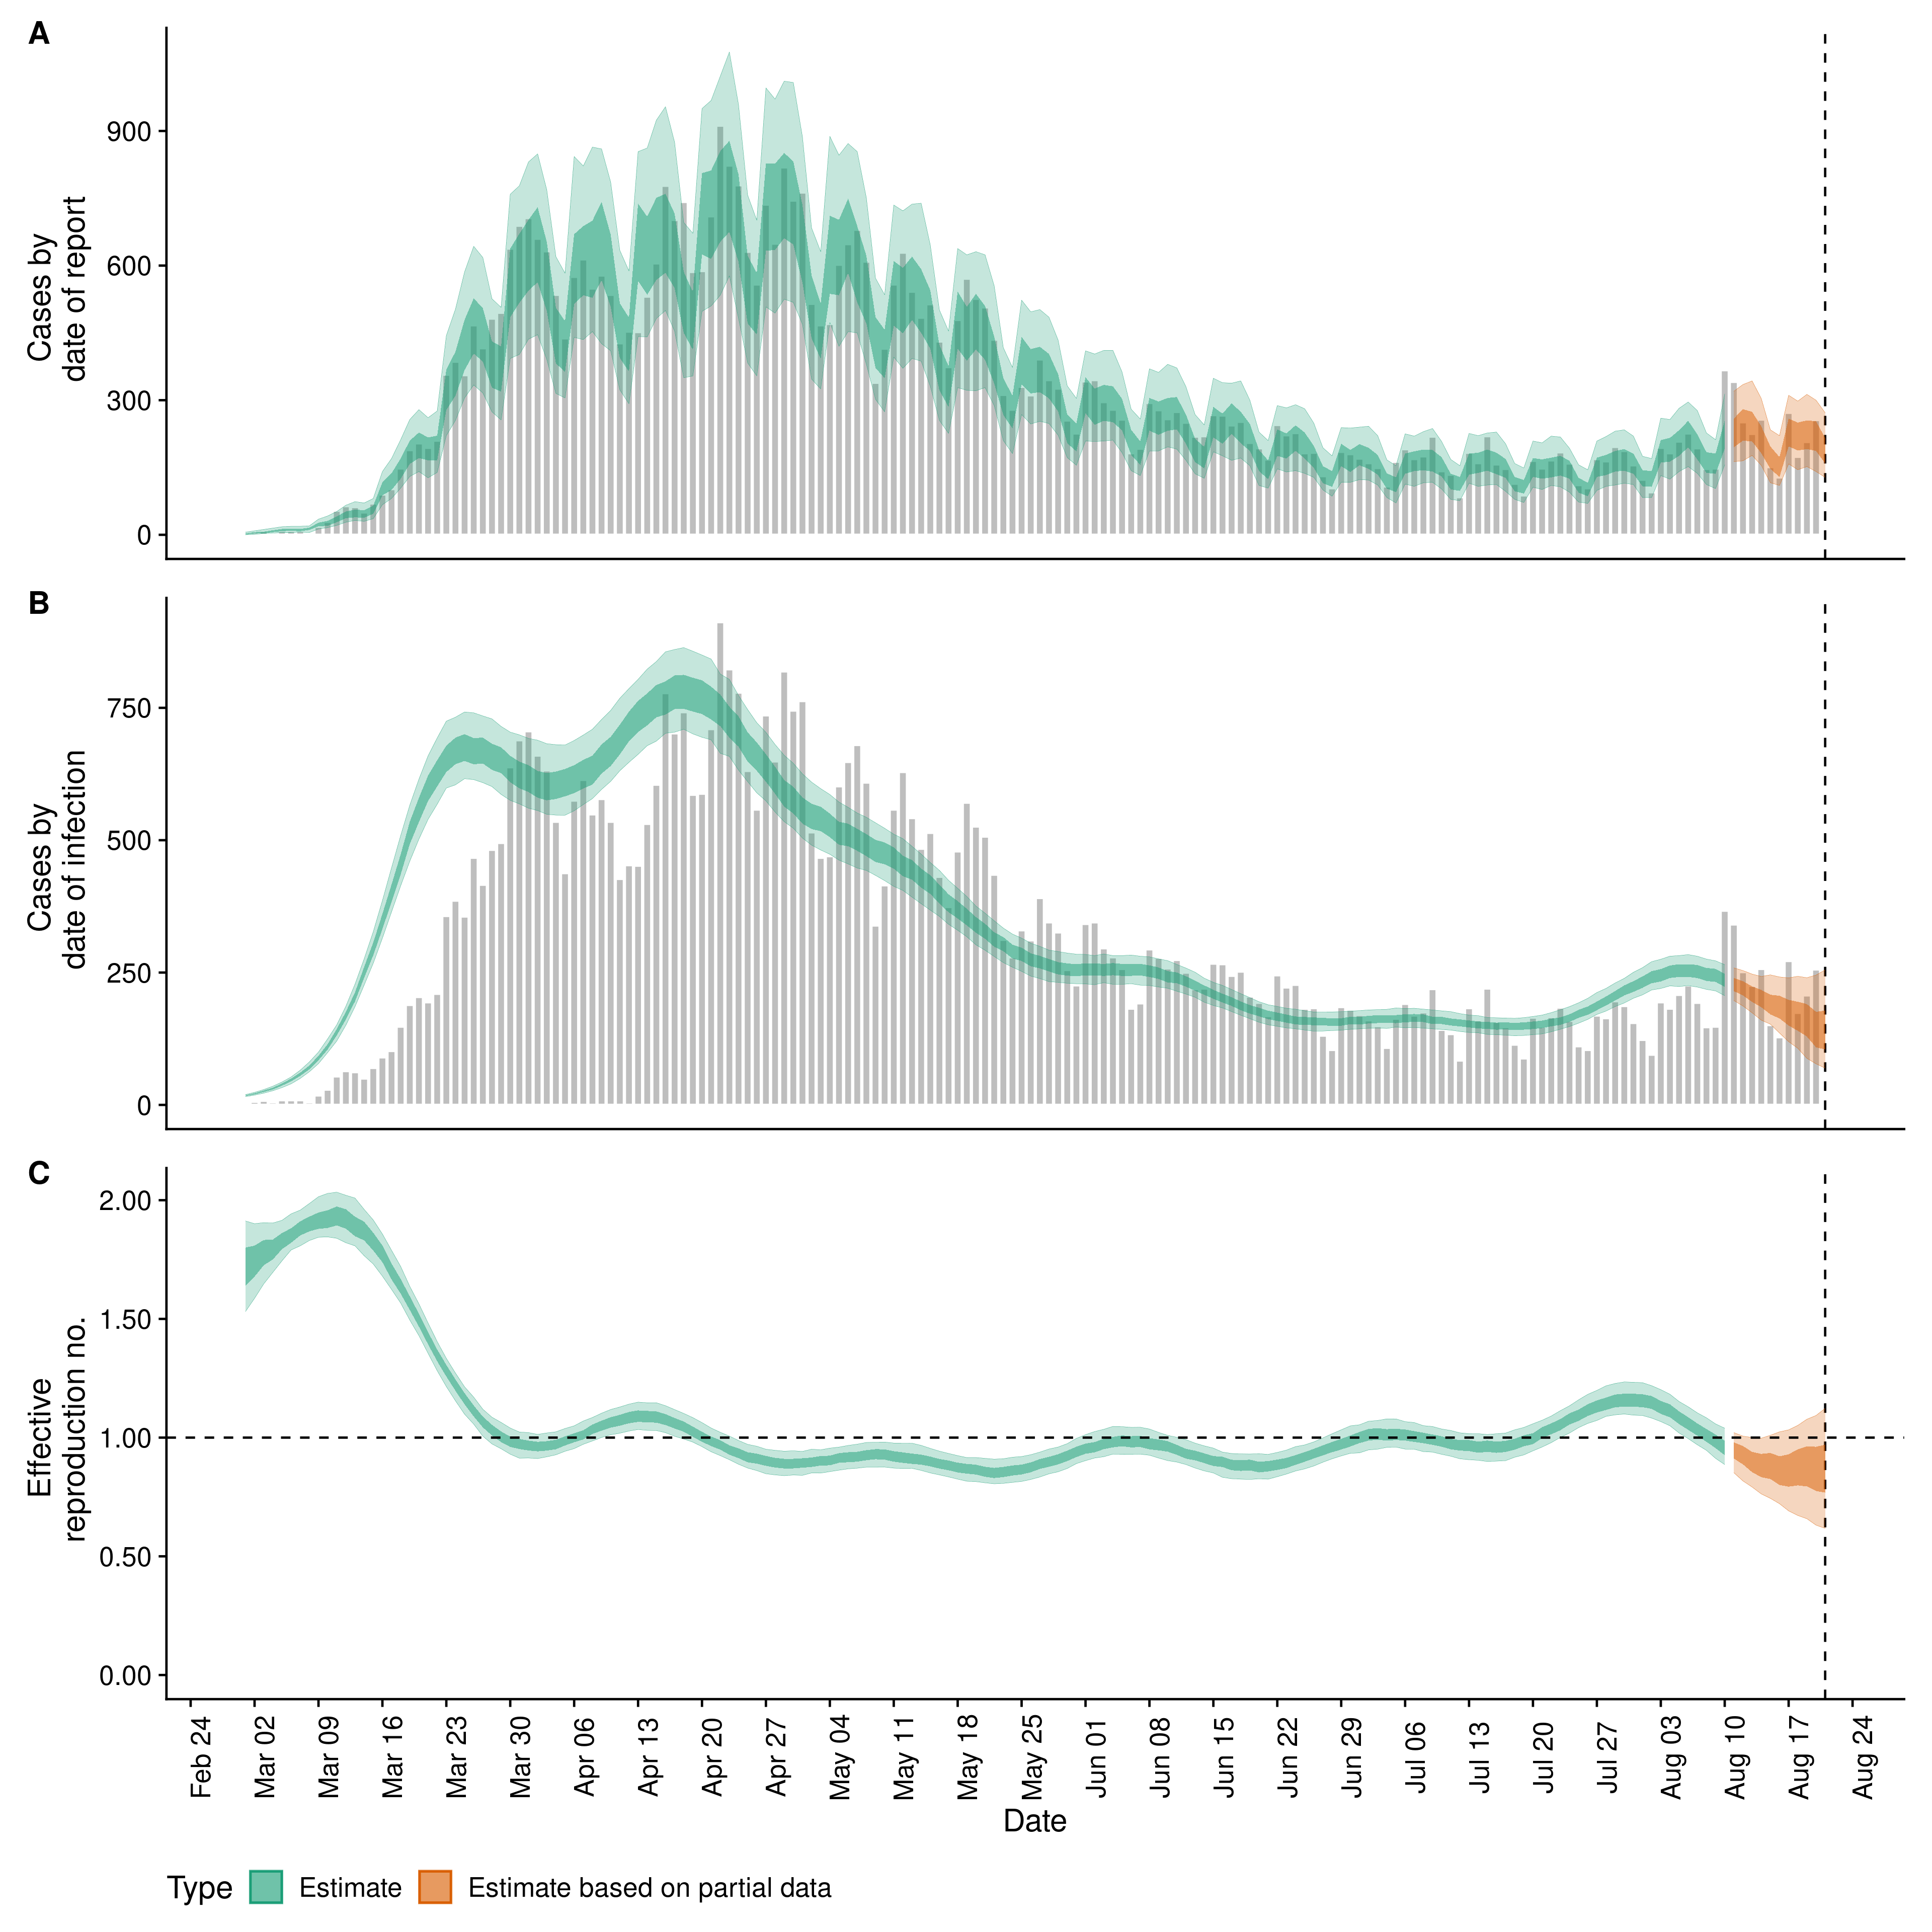 A
Cases by
date of report
900
600
300
0
B
Cases by
date of infection
750
500
250
0
C
Effective
reproduction no.
2.00
1.50
1.00
0.50
0.00
Feb 24
Mar 02
Mar 09
Mar 16
Mar 23
Mar 30
Apr 06
Apr 13
Apr 20
Apr 27
May 04
May 11
May 18
May 25
Jun 01
Jun 08
Jun 15
Jun 22
Jun 29
Jul 06
Jul 13
Jul 20
Jul 27
Aug 03
Aug 10
Aug 17
Aug 24
Date
Type Estimate Estimate based on partial data